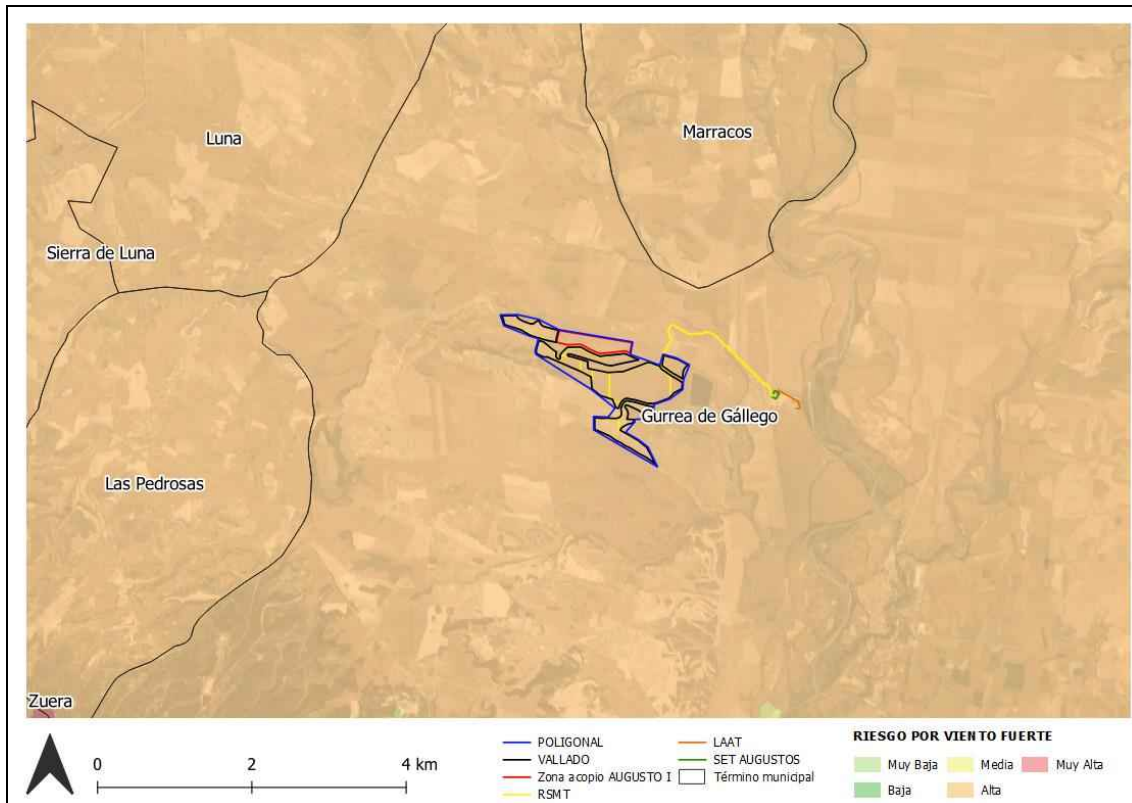 Luna
Marracos
Sierra de Luna
Gurrea de Gállego
Las Pedrosas
Zuera
0 2 4 km
POLIGONAL
VALLADO
Zona acopio AUGUSTO I
RSMT
LAAT
SET AUGUSTOS
Término municipal
RIESGO POR VIENTO FUERTE
Muy Baja Media Muy Alta
Baja Alta